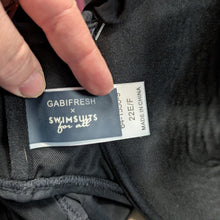 GABIFRESH
×
SWIMSUITS
for all
22E/F
MADE IN CHINA